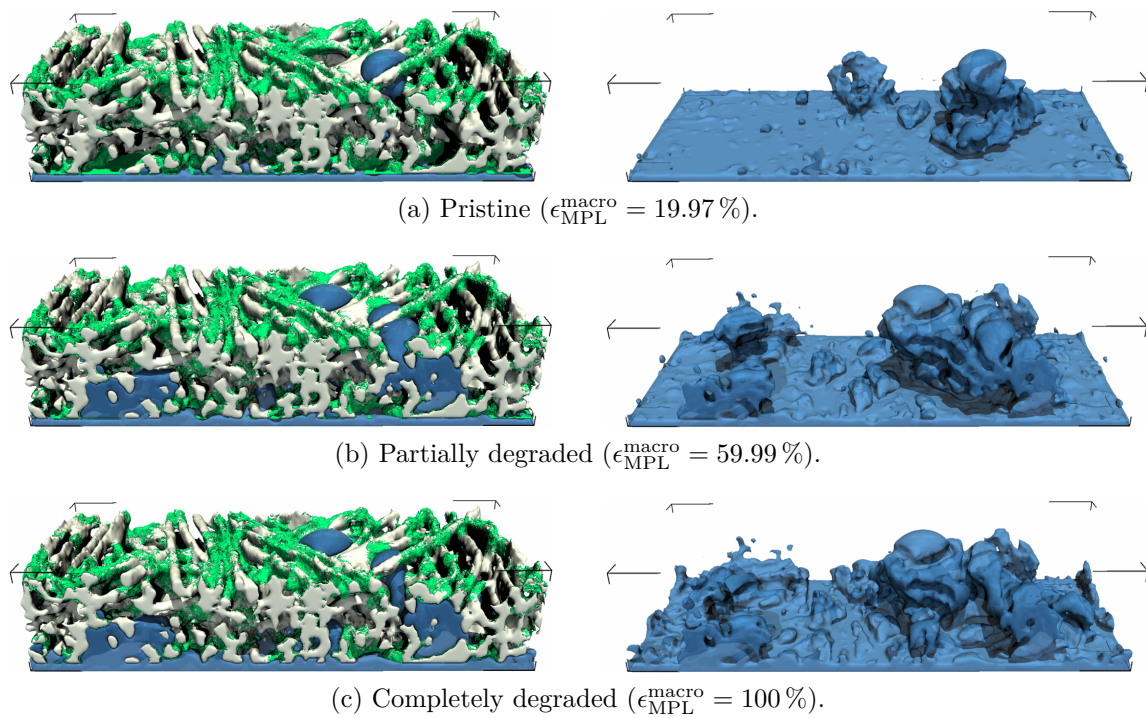 (a) Pristine (ϵ_MPL^macro = 19.97 %).
(b) Partially degraded (ϵ_MPL^macro = 59.99 %).
(c) Completely degraded (ϵ_MPL^macro = 100 %).